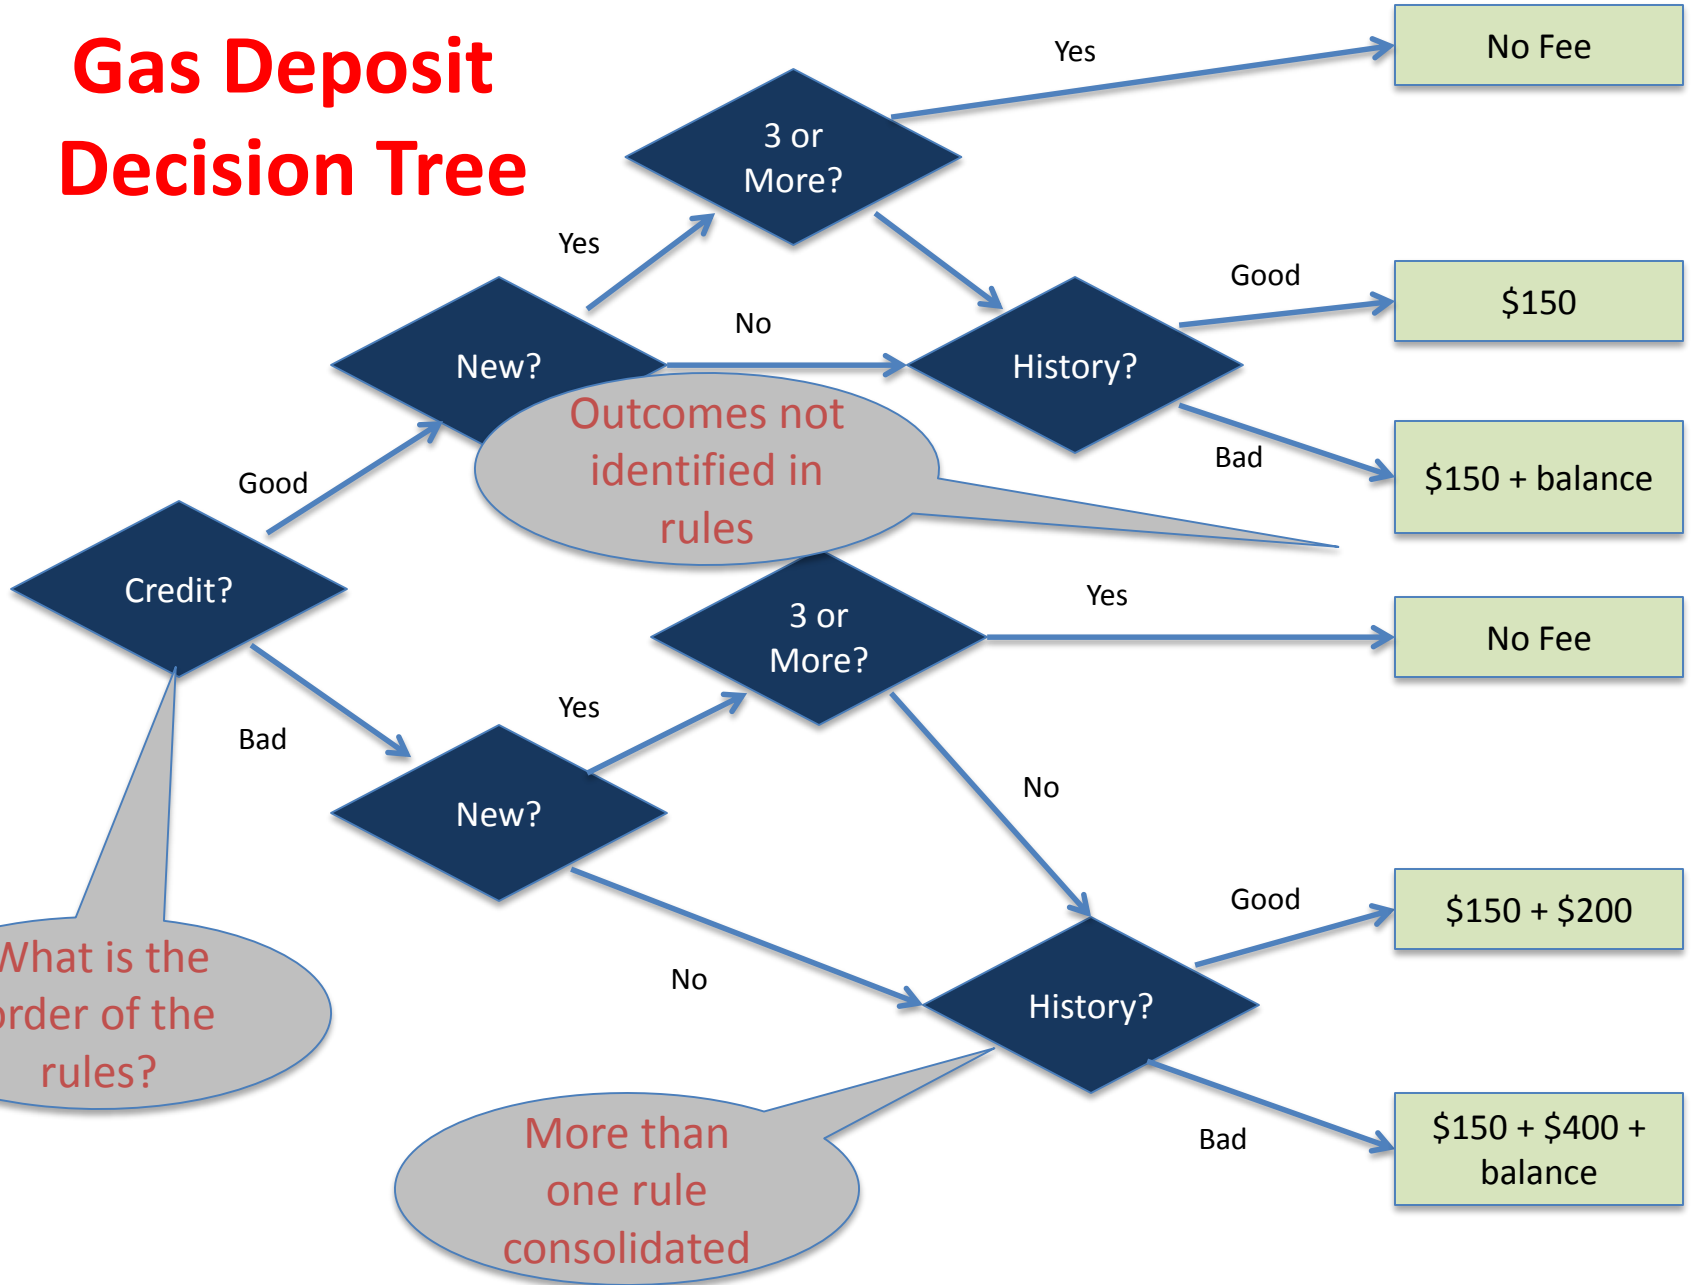 Gas Deposit
Decision Tree
Yes
No Fee
3 or
More?
Yes
Good
$150
No
New?
History?
Outcomes not
identified in
rules
Bad
$150 + balance
Good
Credit?
3 or
More?
Yes
No Fee
Yes
Bad
New?
No
Good
$150 + $200
What is the
order of the
rules?
No
History?
More than
one rule
consolidated
Bad
$150 + $400 +
balance